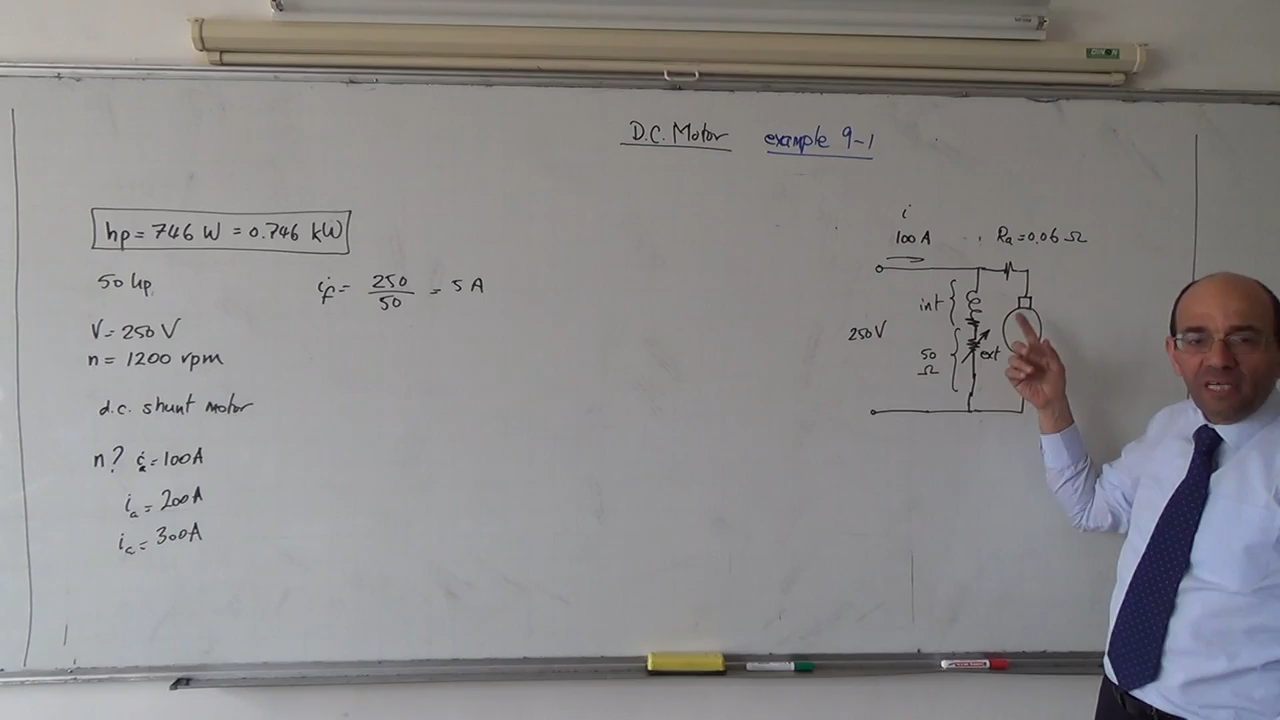 D.C. Motor example 9-1
hp = 746 W = 0.746 kW
50 hp
V = 250 V
n = 1200 rpm
d.c. shunt motor
n? i = 100A
ia = 200A
ia = 300A
if = 250/50 = 5 A
i
100 A
Ra = 0.06 Ω
int
250V
50
Ω
ext